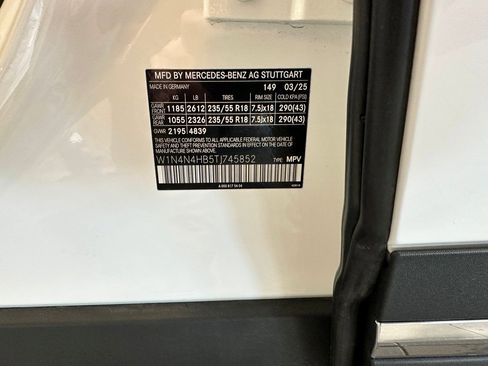 MFD BY MERCEDES-BENZ AG STUTTGART
MADE IN GERMANY 149 03/25
KG LB TIRES RIM SIZE COLD KPA (PSI)
GAWR FRONT 1185 2612 235/55 R18 7.5Jx18 290(43)
GAWR REAR 1055 2326 235/55 R18 7.5Jx18 290(43)
GVWR 2195 4839
THIS VEHICLE CONFORMS TO ALL
APPLICABLE FEDERAL MOTOR VEHICLE
SAFETY AND THEFT PREVENTION
STANDARDS IN EFFECT ON THE DATE OF
MANUFACTURE SHOWN ABOVE.
W1N4N4HB5TJ745852 TYPE: MPV